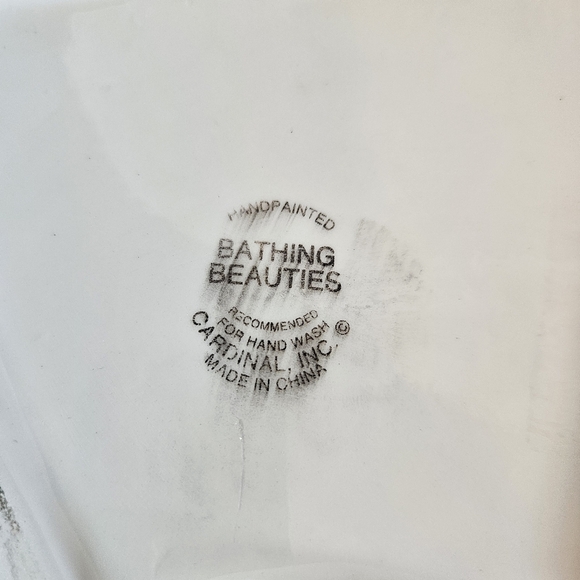 HANDPAINTED
BATHING
BEAUTIES
RECOMMENDED
FOR HAND WASH ©
CARDINAL, INC.
MADE IN CHINA